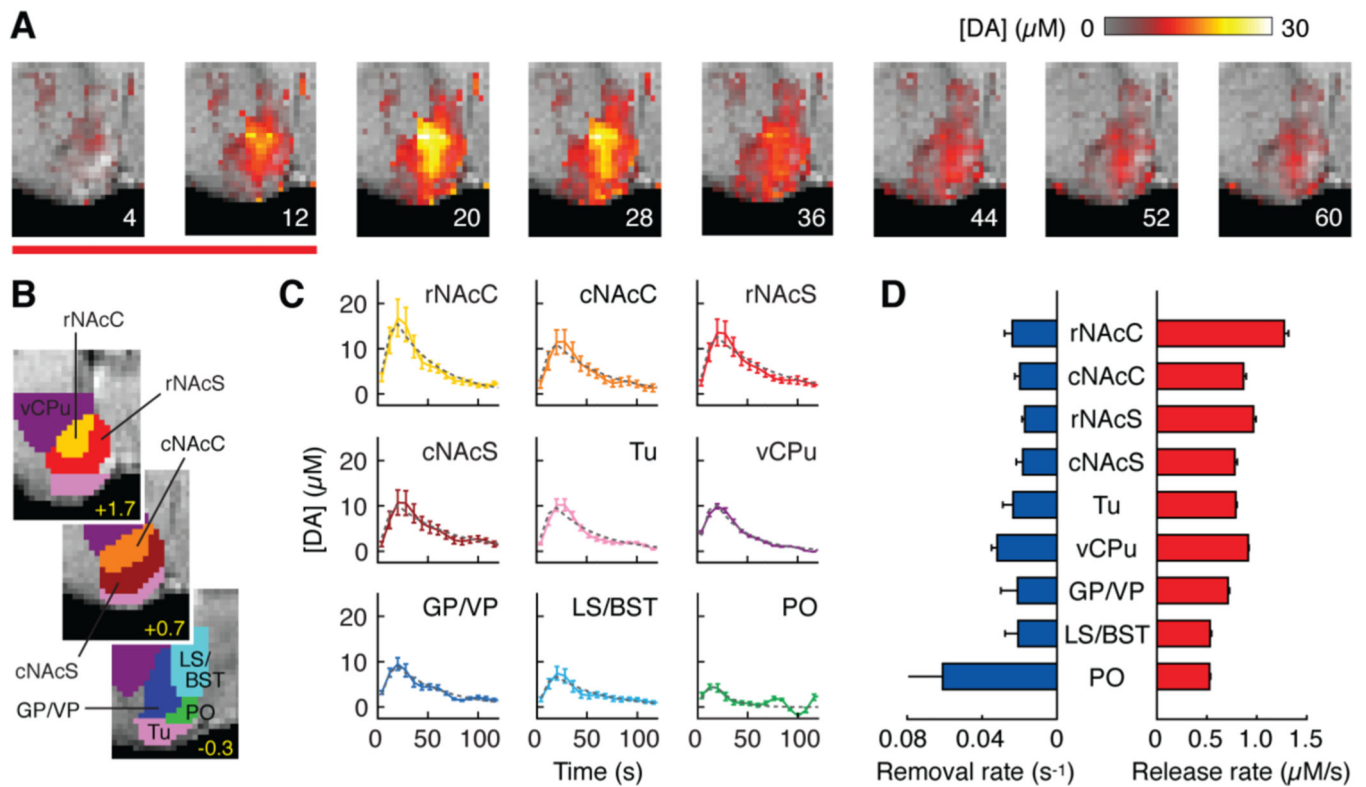 A
[DA] (µM) 0 30
4 12 20 28 36 44 52 60
B
rNAcC
rNAcS
vCPu
cNAcC
+1.7
+0.7
cNAcS
LS/
BST
GP/VP
PO
Tu
-0.3
C
rNAcC cNAcC rNAcS
20
10
0
cNAcS Tu vCPu
[DA] (µM)
20
10
0
GP/VP LS/BST PO
20
10
0
0 50 100 0 50 100 0 50 100
Time (s)
D
rNAcC
cNAcC
rNAcS
cNAcS
Tu
vCPu
GP/VP
LS/BST
PO
0.08 0.04 0 0 0.5 1.0 1.5
Removal rate (s-1) Release rate (µM/s)